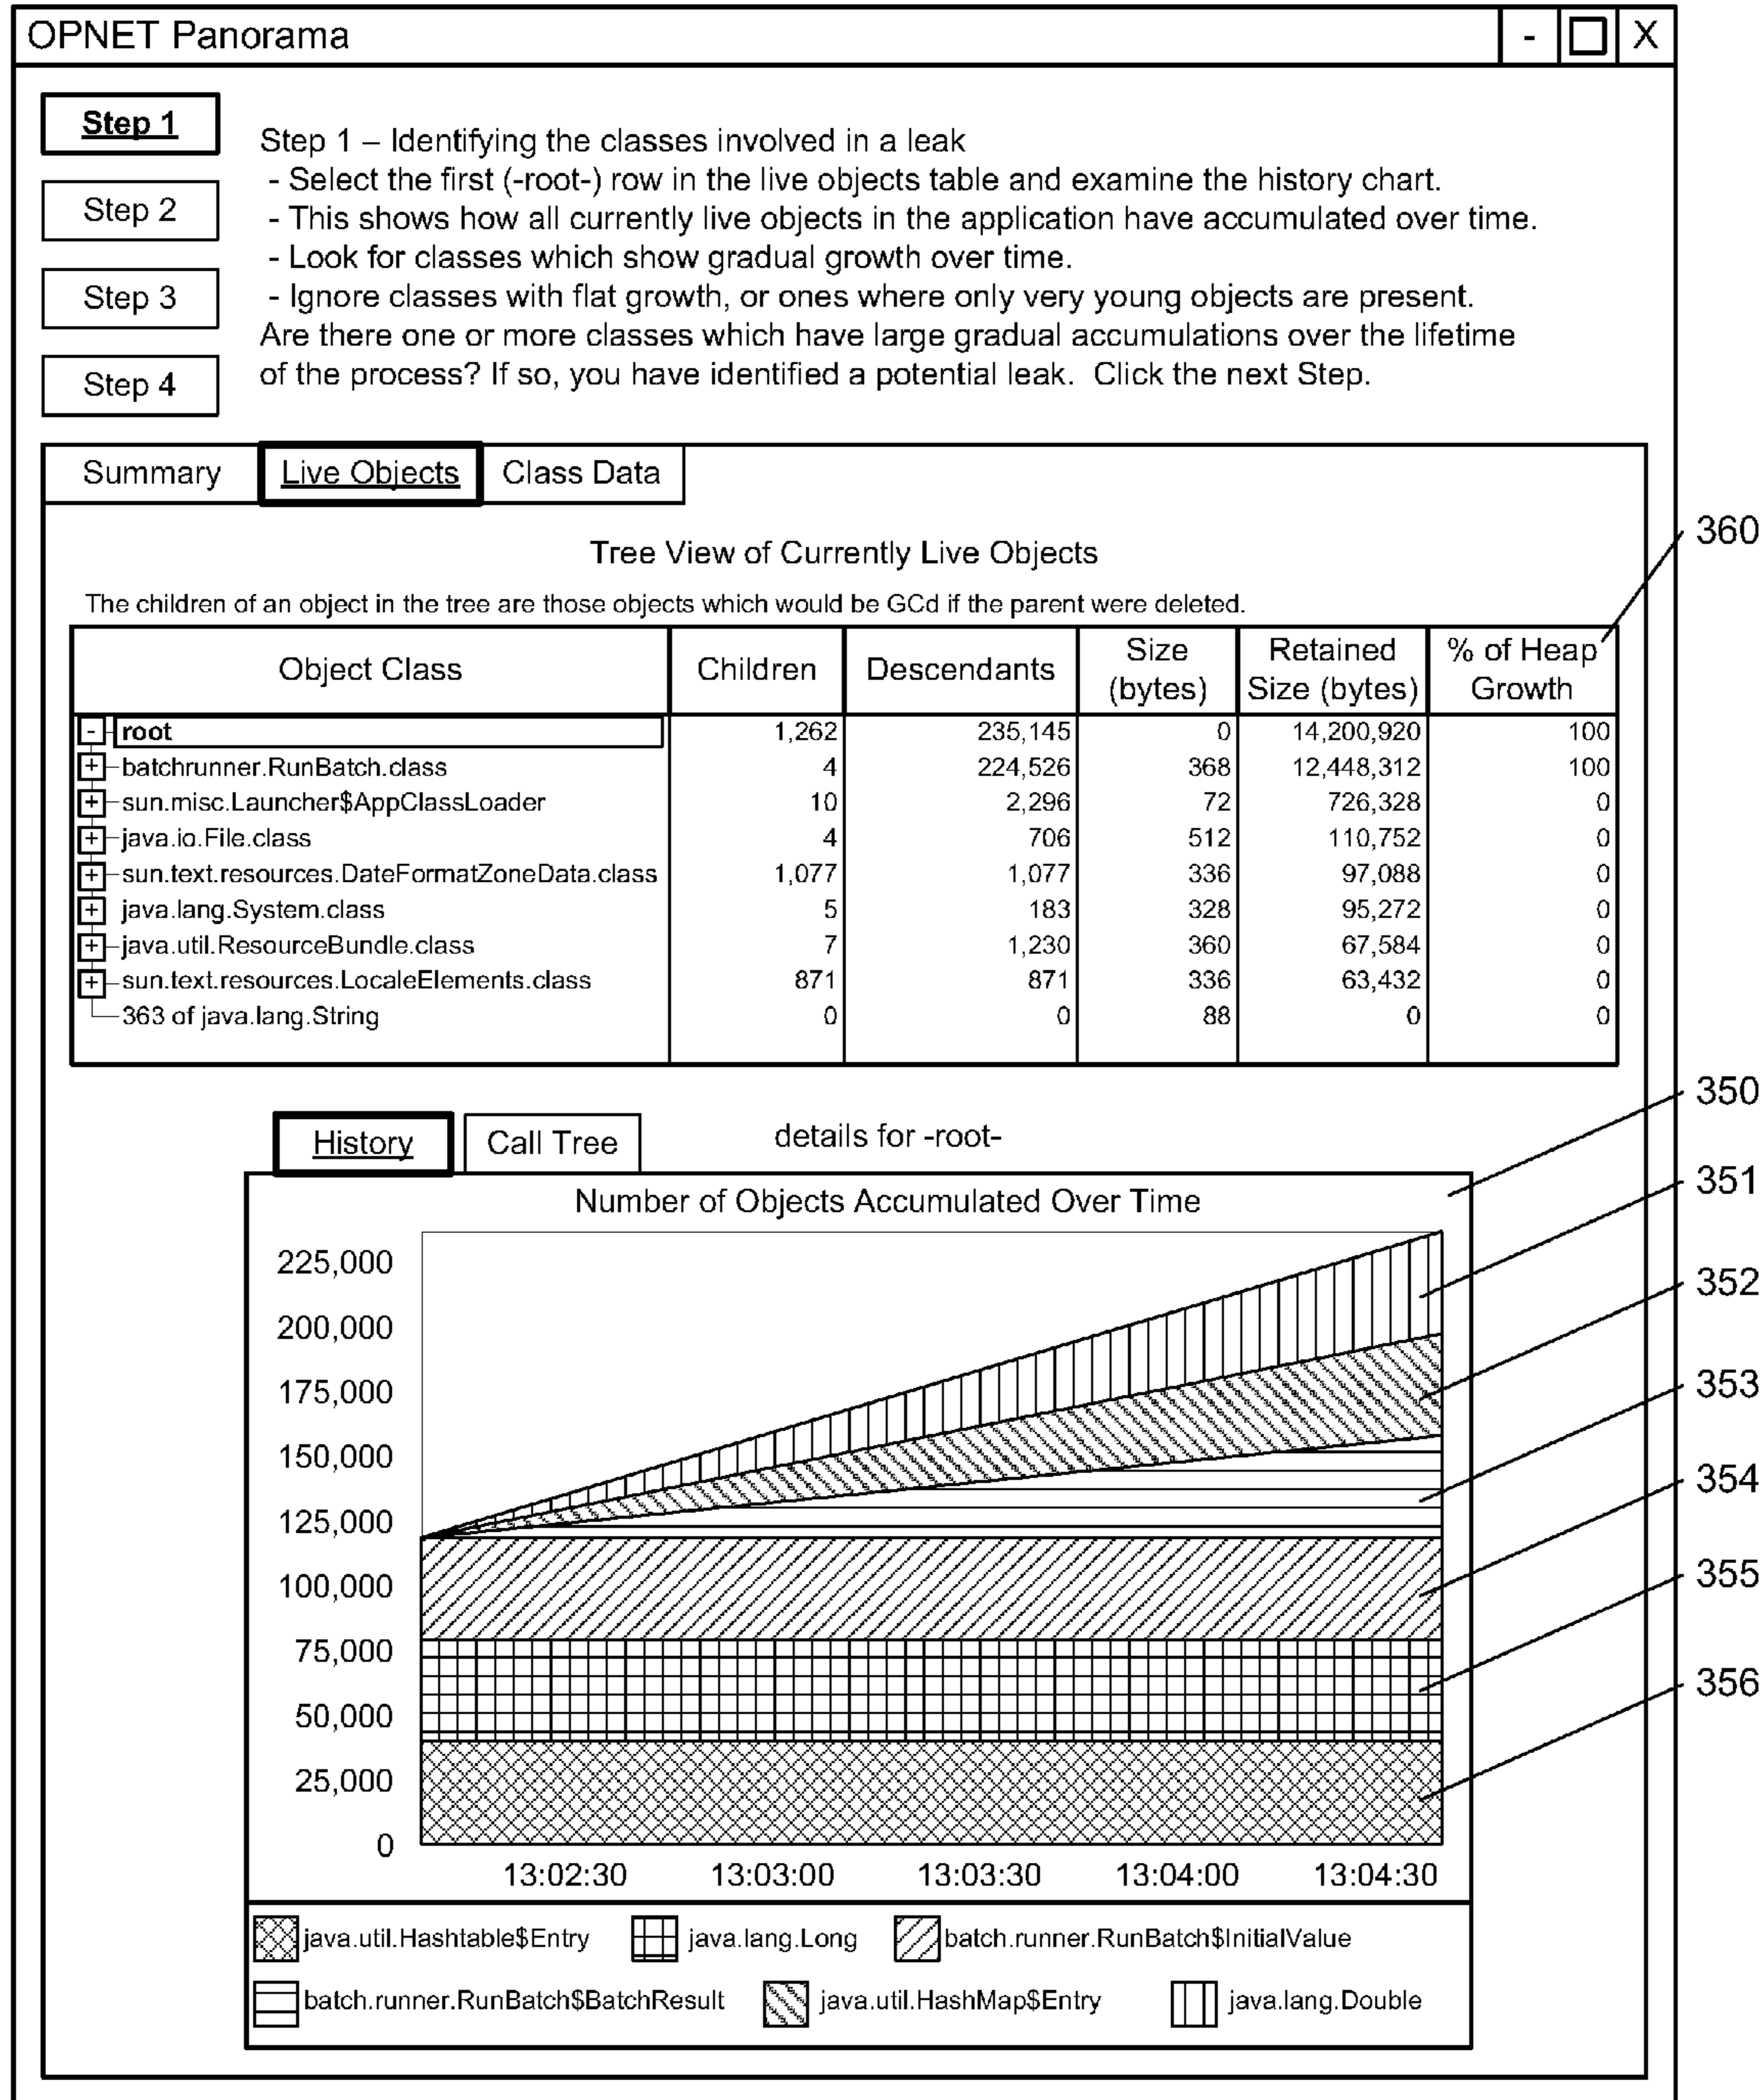 OPNET Panorama - X
Step 1
Step 2
Step 3
Step 4
Step 1 – Identifying the classes involved in a leak
- Select the first (-root-) row in the live objects table and examine the history chart.
- This shows how all currently live objects in the application have accumulated over time.
- Look for classes which show gradual growth over time.
- Ignore classes with flat growth, or ones where only very young objects are present.
Are there one or more classes which have large gradual accumulations over the lifetime
of the process? If so, you have identified a potential leak. Click the next Step.
Summary Live Objects Class Data
Tree View of Currently Live Objects
360
The children of an object in the tree are those objects which would be GCd if the parent were deleted.
Object Class Children Descendants Size (bytes) Retained Size (bytes) % of Heap Growth
- root 1,262 235,145 0 14,200,920 100
+ batchrunner.RunBatch.class 4 224,526 368 12,448,312 100
+ sun.misc.Launcher$AppClassLoader 10 2,296 72 726,328 0
+ java.io.File.class 4 706 512 110,752 0
+ sun.text.resources.DateFormatZoneData.class 1,077 1,077 336 97,088 0
+ java.lang.System.class 5 183 328 95,272 0
+ java.util.ResourceBundle.class 7 1,230 360 67,584 0
+ sun.text.resources.LocaleElements.class 871 871 336 63,432 0
363 of java.lang.String 0 0 88 0 0
History Call Tree details for -root-
Number of Objects Accumulated Over Time
225,000
200,000
175,000
150,000
125,000
100,000
75,000
50,000
25,000
0
13:02:30 13:03:00 13:03:30 13:04:00 13:04:30
350
351
352
353
354
355
356
java.util.Hashtable$Entry java.lang.Long batch.runner.RunBatch$InitialValue
batch.runner.RunBatch$BatchResult java.util.HashMap$Entry java.lang.Double